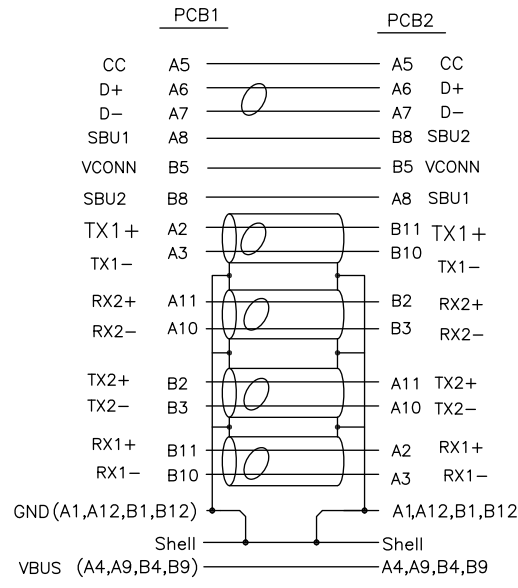 PCB1 PCB2
CC A5 A5 CC
D+ A6 A6 D+
D- A7 A7 D-
SBU1 A8 B8 SBU2
VCONN B5 B5 VCONN
SBU2 B8 A8 SBU1
TX1+ A2 B11 TX1+
TX1- A3 B10 TX1-
RX2+ A11 B2 RX2+
RX2- A10 B3 RX2-
TX2+ B2 A11 TX2+
TX2- B3 A10 TX2-
RX1+ B11 A2 RX1+
RX1- B10 A3 RX1-
GND (A1,A12,B1,B12) A1,A12,B1,B12
Shell Shell
VBUS (A4,A9,B4,B9) A4,A9,B4,B9